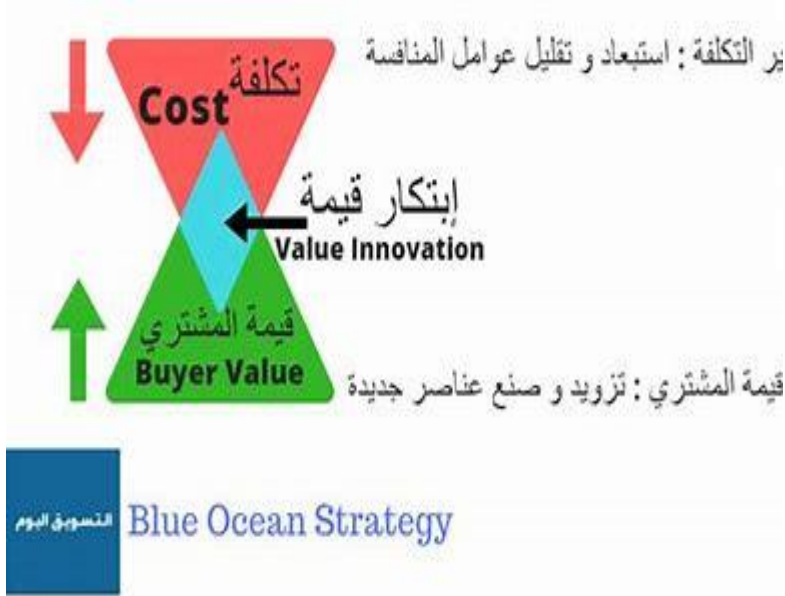 ير التكلفة : استبعاد و تقليل عوامل المنافسة
تكلفة
Cost
إبتكار قيمة
Value Innovation
قيمة المشتري
Buyer Value
قيمة المشتري : تزويد و صنع عناصر جديدة
التسويق اليوم
Blue Ocean Strategy